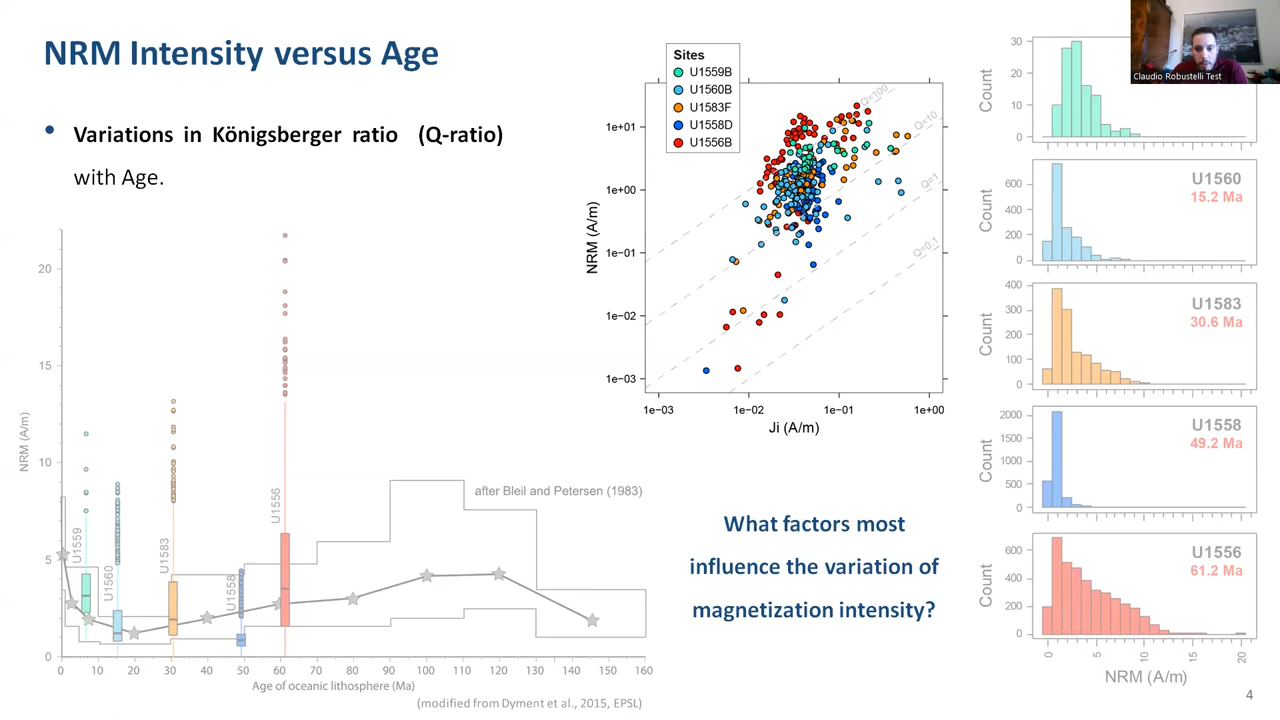 NRM Intensity versus Age
• Variations in Königsberger ratio (Q-ratio)
with Age.
NRM (A/m)
20
15
10
5
0
U1559
U1560
U1583
U1558
U1556
after Bleil and Petersen (1983)
0 10 20 30 40 50 60 70 80 90 100 110 120 130 140 150 160
Age of oceanic lithosphere (Ma)
(modified from Dyment et al., 2015, EPSL)
Sites
U1559B
U1560B
U1583F
U1558D
U1556B
NRM (A/m)
1e+01
1e+00
1e-01
1e-02
1e-03
Q=100
Q=10
Q=1
Q=0.1
1e-03 1e-02 1e-01 1e+00
Ji (A/m)
What factors most
influence the variation of
magnetization intensity?
Claudio Robustelli Test
Count
30
20
10
0
U1560
15.2 Ma
Count
600
400
200
0
U1583
30.6 Ma
Count
400
300
200
100
0
U1558
49.2 Ma
Count
2000
1500
1000
500
0
U1556
61.2 Ma
Count
600
400
200
0
0 5 10 15 20
NRM (A/m)
4